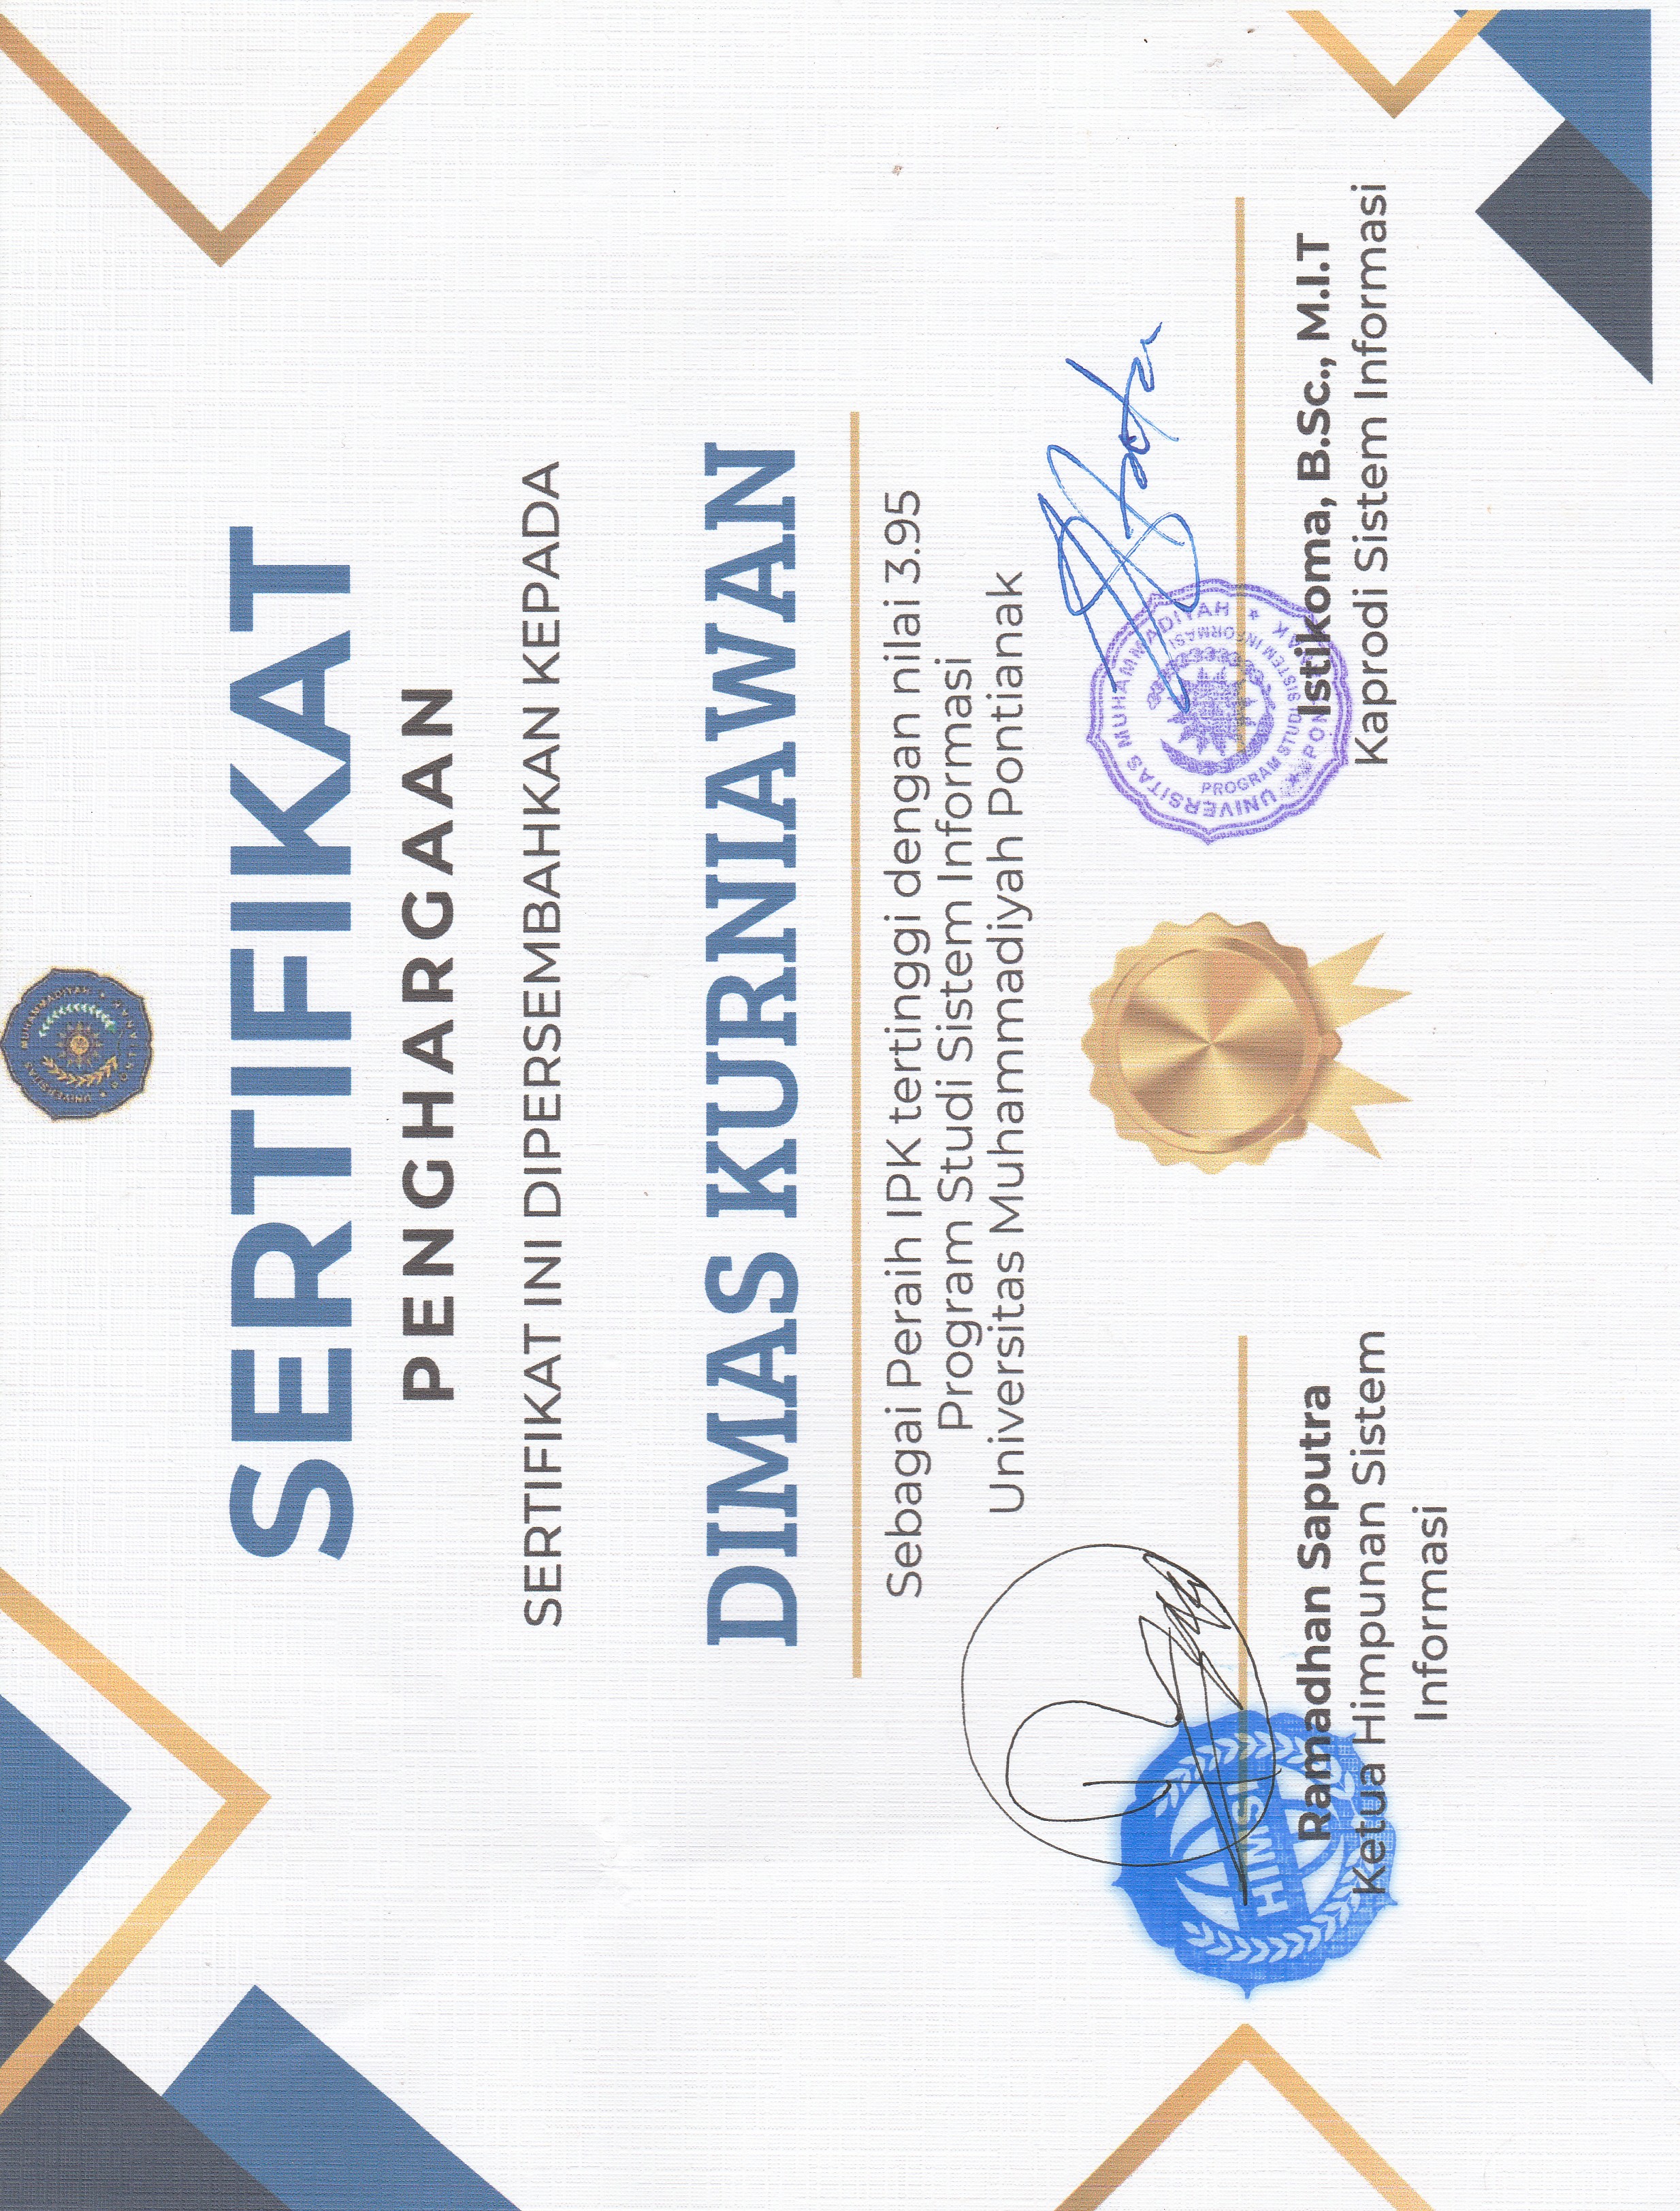 UNIVERSITAS MUHAMMADIYAH
PONTIANAK
SERTIFIKAT
PENGHARGAAN
SERTIFIKAT INI DIPERSEMBAHKAN KEPADA
DIMAS KURNIAWAN
Sebagai Peraih IPK tertinggi dengan nilai 3.95
Program Studi Sistem Informasi
Universitas Muhammadiyah Pontianak
HIMSI
UNIVERSITAS MUHAMMADIYAH
PROGRAM STUDI SISTEM INFORMASI
PONTIANAK
Ramadhan Saputra
Ketua Himpunan Sistem
Informasi
Istikoma, B.Sc., M.I.T
Kaprodi Sistem Informasi